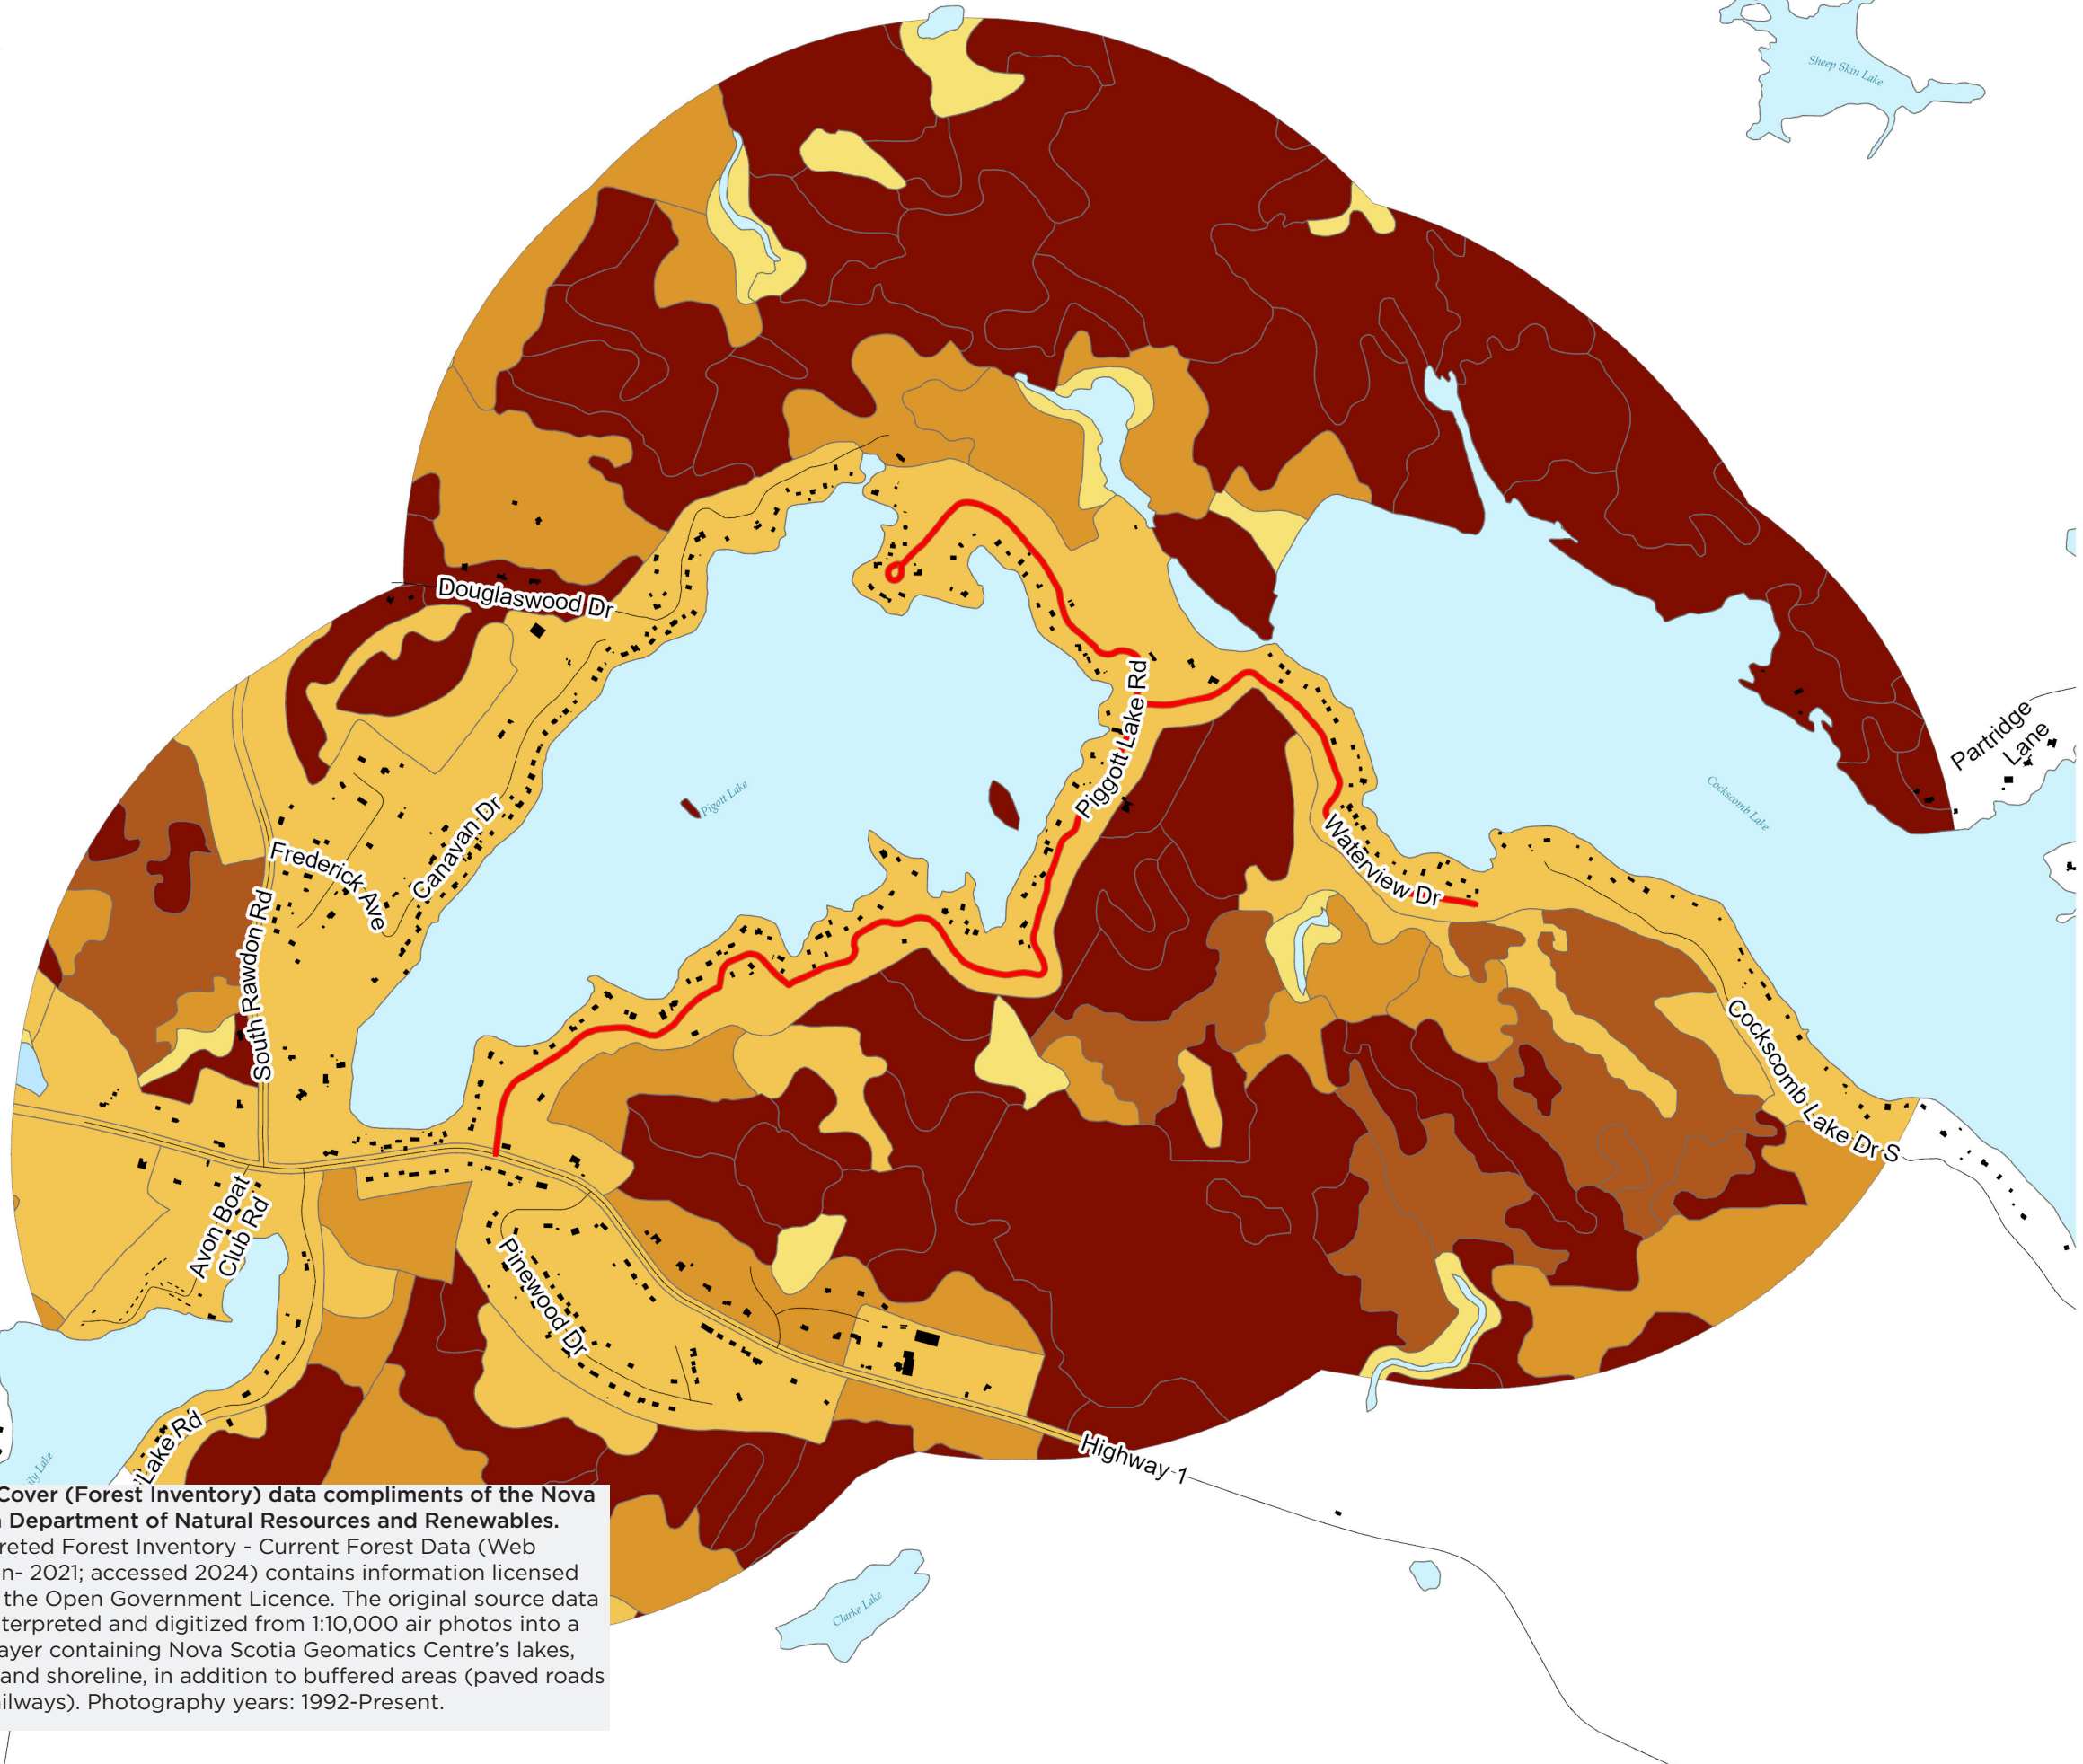 Sheep Skin Lake
Douglaswood Dr
Partridge
Lane
Piggott Lake Rd
Pigott Lake
Cockscomb Lake
Canavan Dr
Frederick Ave
Waterview Dr
South Rawdon Rd
Cockscomb Lake Dr S
Avon Boat
Club Rd
Pinewood Dr
Highway 1
Lake Rd
ily Lake
Clarke Lake
Cover (Forest Inventory) data compliments of the Nova
Department of Natural Resources and Renewables.
reted Forest Inventory - Current Forest Data (Web
n- 2021; accessed 2024) contains information licensed
the Open Government Licence. The original source data
terpreted and digitized from 1:10,000 air photos into a
ayer containing Nova Scotia Geomatics Centre's lakes,
and shoreline, in addition to buffered areas (paved roads
ilways). Photography years: 1992-Present.